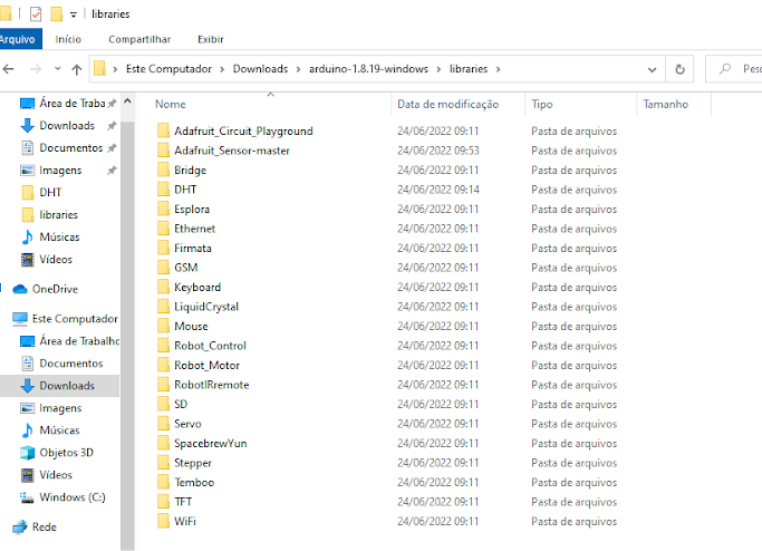 libraries
Arquivo Início Compartilhar Exibir
Este Computador > Downloads > arduino-1.8.19-windows > libraries >
Nome Data de modificação Tipo Tamanho
Área de Traba
Downloads
Documentos
Imagens
DHT
libraries
Músicas
Vídeos
OneDrive
Este Computador
Área de Trabalho
Documentos
Downloads
Imagens
Músicas
Objetos 3D
Vídeos
Windows (C:)
Rede
Adafruit_Circuit_Playground 24/06/2022 09:11 Pasta de arquivos
Adafruit_Sensor-master 24/06/2022 09:53 Pasta de arquivos
Bridge 24/06/2022 09:11 Pasta de arquivos
DHT 24/06/2022 09:14 Pasta de arquivos
Esplora 24/06/2022 09:11 Pasta de arquivos
Ethernet 24/06/2022 09:11 Pasta de arquivos
Firmata 24/06/2022 09:11 Pasta de arquivos
GSM 24/06/2022 09:11 Pasta de arquivos
Keyboard 24/06/2022 09:11 Pasta de arquivos
LiquidCrystal 24/06/2022 09:11 Pasta de arquivos
Mouse 24/06/2022 09:11 Pasta de arquivos
Robot_Control 24/06/2022 09:11 Pasta de arquivos
Robot_Motor 24/06/2022 09:11 Pasta de arquivos
RobotIRremote 24/06/2022 09:11 Pasta de arquivos
SD 24/06/2022 09:11 Pasta de arquivos
Servo 24/06/2022 09:11 Pasta de arquivos
SpacebrewYun 24/06/2022 09:11 Pasta de arquivos
Stepper 24/06/2022 09:11 Pasta de arquivos
Temboo 24/06/2022 09:11 Pasta de arquivos
TFT 24/06/2022 09:11 Pasta de arquivos
WiFi 24/06/2022 09:11 Pasta de arquivos